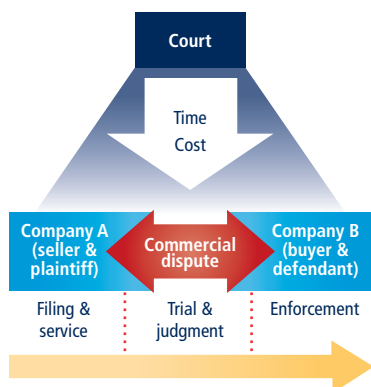 Court
Time
Cost
Company A
(seller &
plaintiff)
Commercial
dispute
Company B
(buyer &
defendant)
Filing &
service
Trial &
judgment
Enforcement